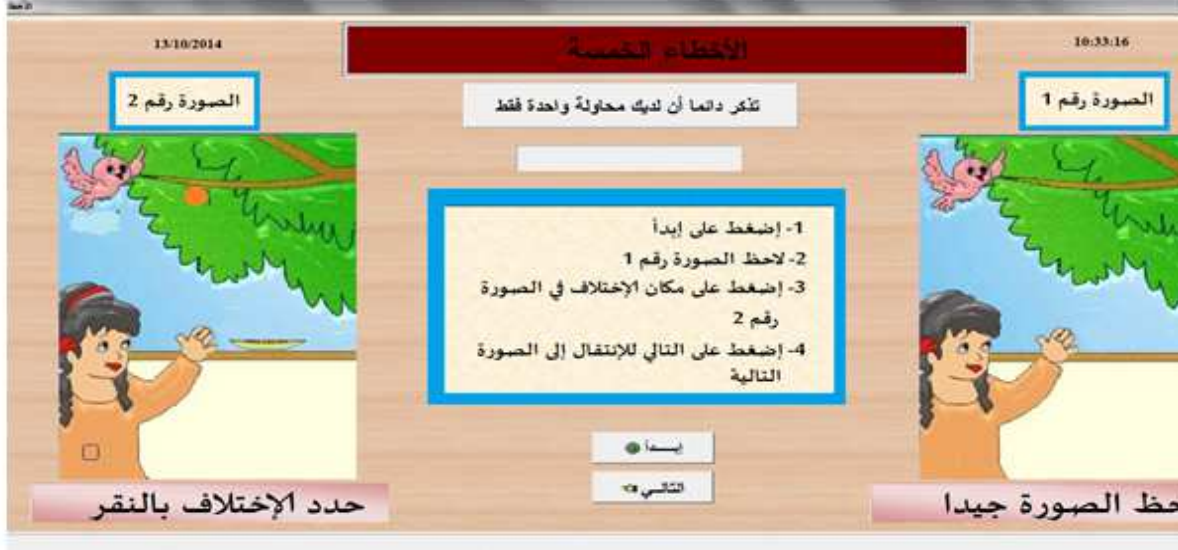 13/10/2014
الأخطاء الخمسة
10:33:16
الصورة رقم 1
تذكر دائما أن لديك محاولة واحدة فقط
الصورة رقم 2
1- إضغط على إبدأ
2- لاحظ الصورة رقم 1
3- إضغط على مكان الإختلاف في الصورة
رقم 2
4- إضغط على التالي للإنتقال إلى الصورة
التالية
إبــدأ
التالــي
حظ الصورة جيدا
حدد الإختلاف بالنقر